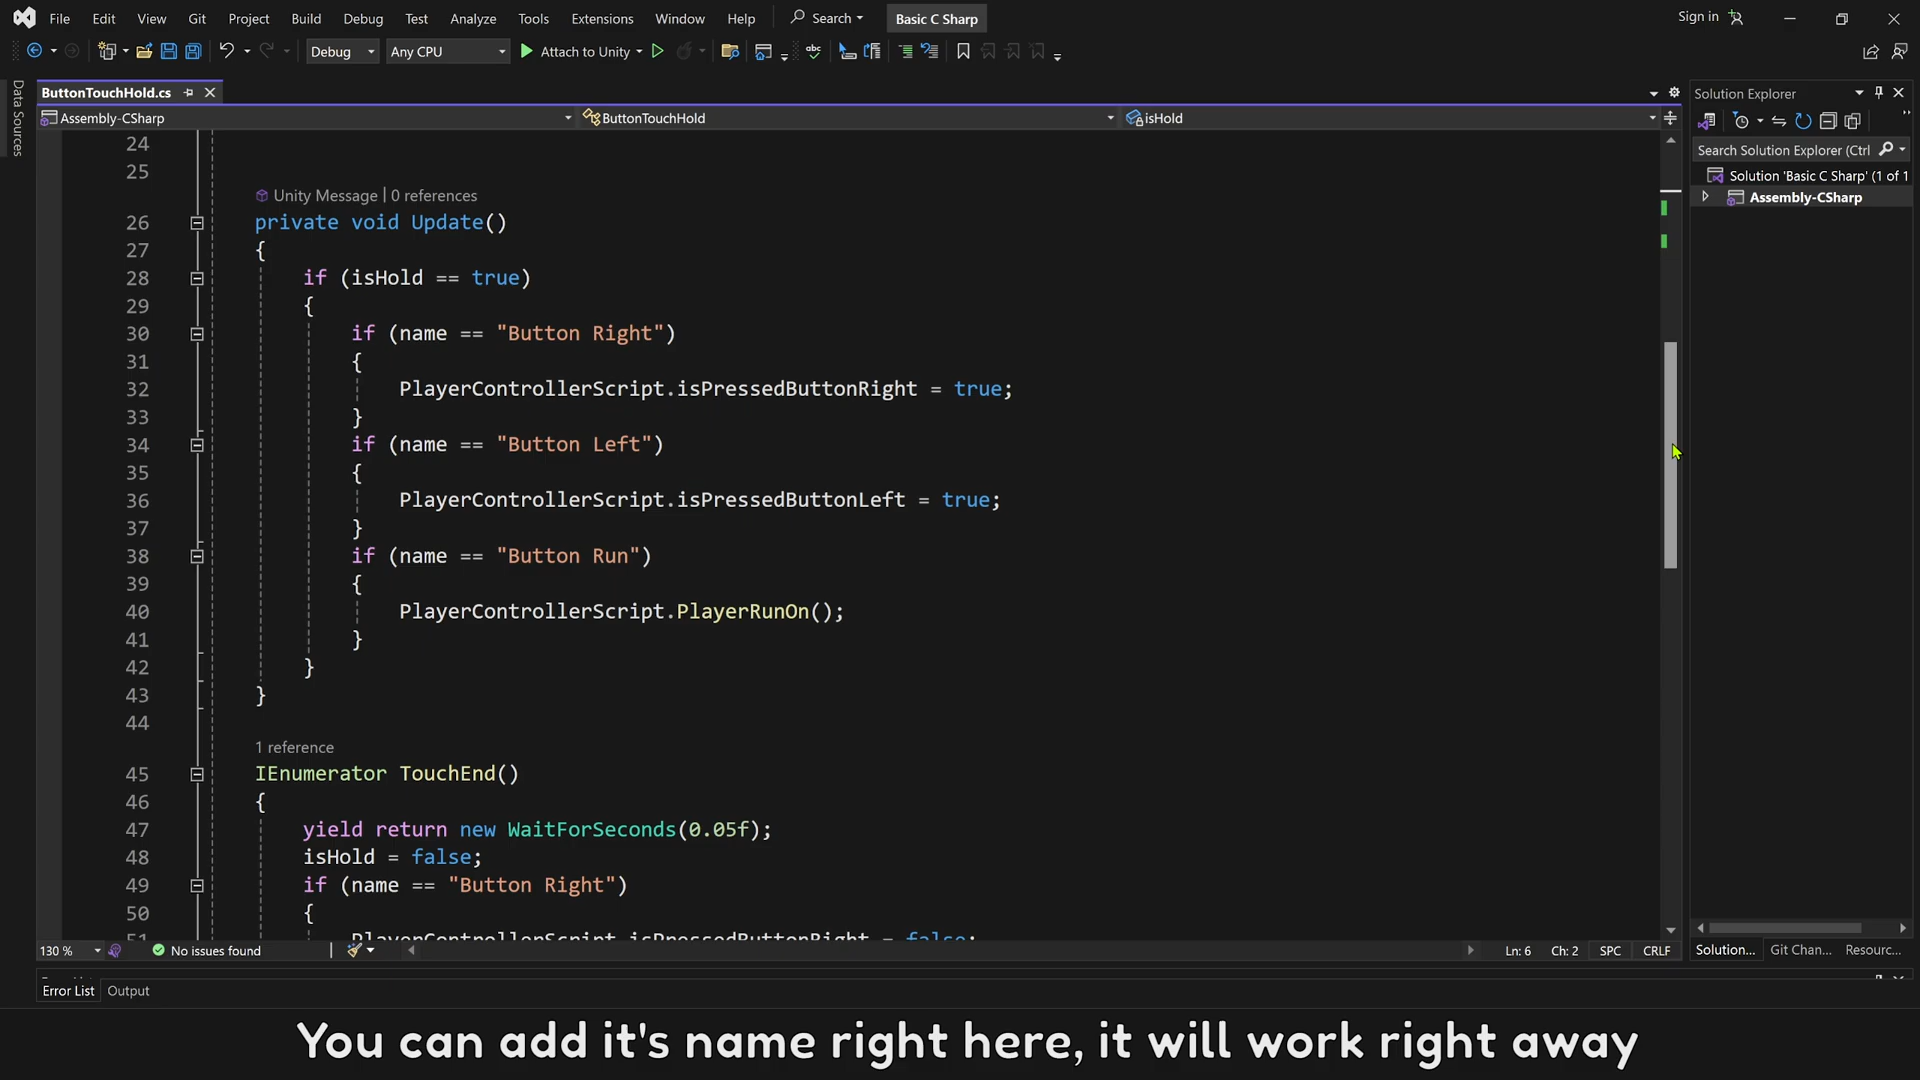 File Edit View Git Project Build Debug Test Analyze Tools Extensions Window Help Search Basic C Sharp Sign in
Debug Any CPU Attach to Unity
Data Sources
ButtonTouchHold.cs
Assembly-CSharp ButtonTouchHold isHold
24
25
Unity Message | 0 references
26 private void Update()
27 {
28 if (isHold == true)
29 {
30 if (name == "Button Right")
31 {
32 PlayerControllerScript.isPressedButtonRight = true;
33 }
34 if (name == "Button Left")
35 {
36 PlayerControllerScript.isPressedButtonLeft = true;
37 }
38 if (name == "Button Run")
39 {
40 PlayerControllerScript.PlayerRunOn();
41 }
42 }
43 }
44
1 reference
45 IEnumerator TouchEnd()
46 {
47 yield return new WaitForSeconds(0.05f);
48 isHold = false;
49 if (name == "Button Right")
50 {
51 PlayerControllerScript.isPressedButtonRight = false;
130 % No issues found Ln: 6 Ch: 2 SPC CRLF
Solution Explorer
Search Solution Explorer (Ctrl
Solution 'Basic C Sharp' (1 of 1
Assembly-CSharp
Solution... Git Chan... Resourc...
Error List Output
You can add it's name right here, it will work right away